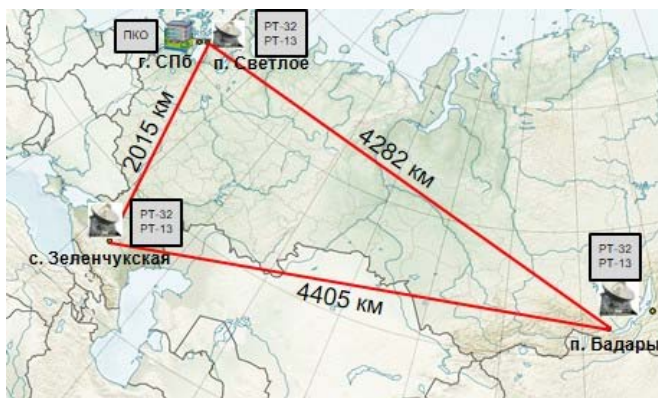 ПКО
РТ-32
РТ-13
г. СПб
п. Светлое
2015 км
4282 км
РТ-32
РТ-13
с. Зеленчукская
4405 км
РТ-32
РТ-13
п. Бадары